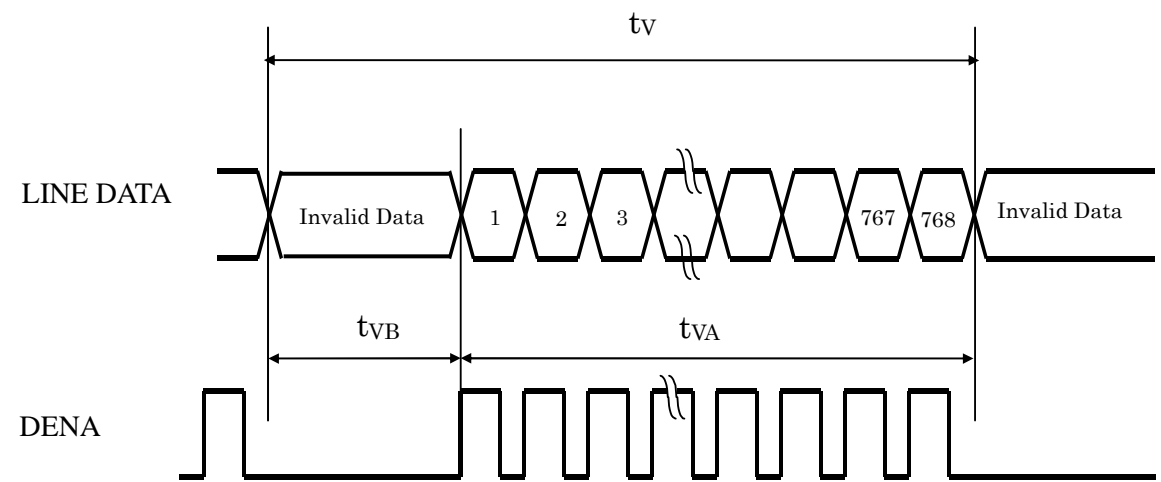 tV
LINE DATA
Invalid Data
1
2
3
767
768
Invalid Data
tVB
tVA
DENA